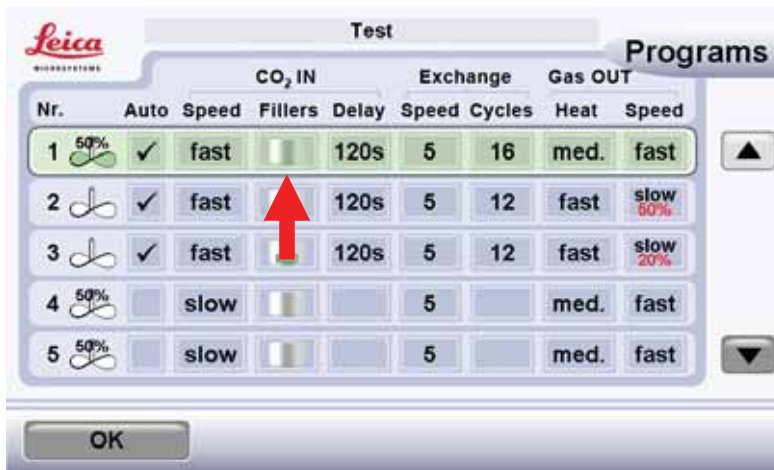 Leica
MICROSYSTEMS
Test
Programs
CO₂ IN Exchange Gas OUT
Nr. Auto Speed Fillers Delay Speed Cycles Heat Speed
1 50% ✓ fast 120s 5 16 med. fast
2 ✓ fast 120s 5 12 fast slow 50%
3 ✓ fast 120s 5 12 fast slow 20%
4 50% slow 5 med. fast
5 50% slow 5 med. fast
OK